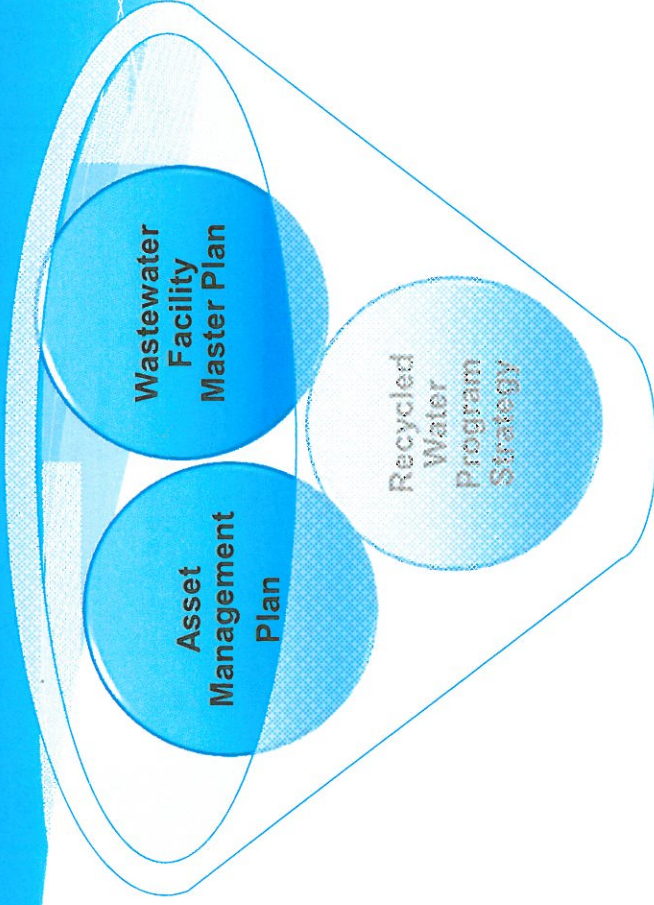 Asset
Management
Plan
Wastewater
Facility
Master Plan
Recycled
Water
Program
Strategy